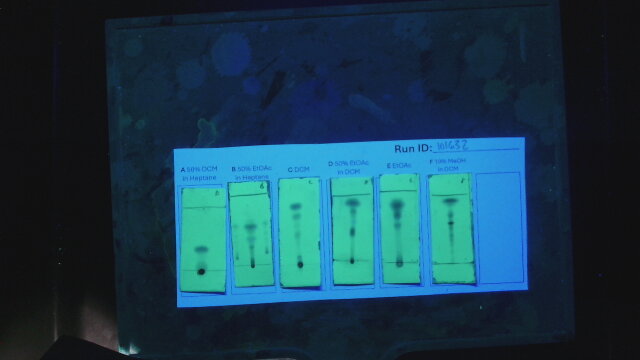 Run ID: 101632
A 50% DCM in Heptane
B 50% EtOAc in Heptane
C DCM
D 50% EtOAc in DCM
E EtOAc
F 10% MeOH in DCM